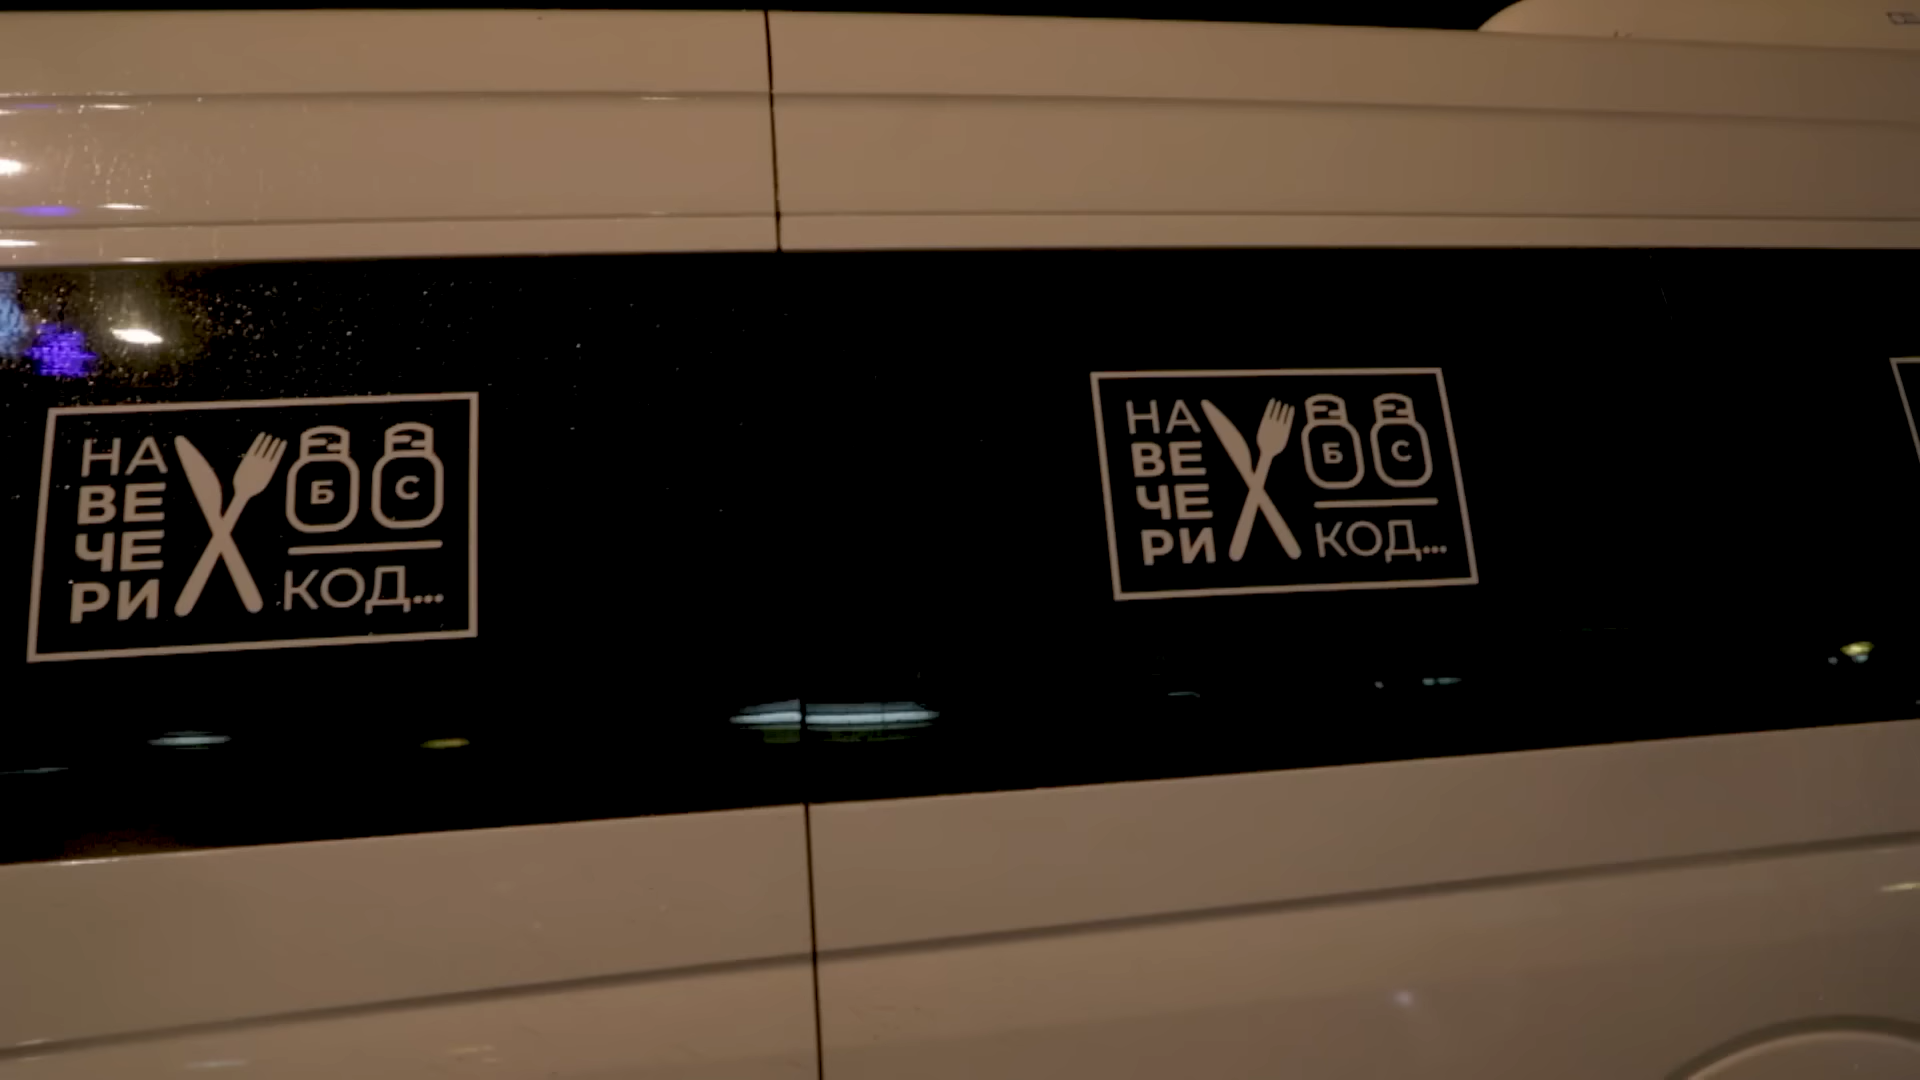 НА
ВЕ
ЧЕ
РИ
Б С
КОД...
НА
ВЕ
ЧЕ
РИ
Б С
КОД...